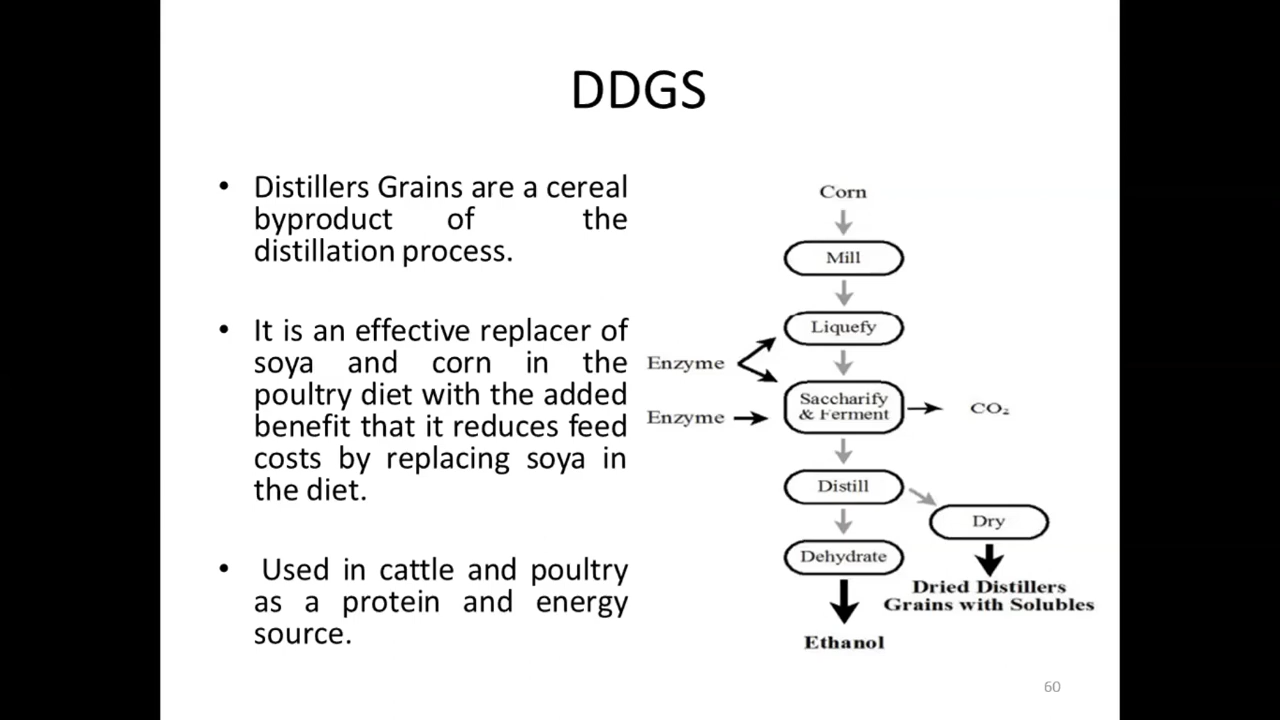 DDGS
• Distillers Grains are a cereal
byproduct of the
distillation process.
• It is an effective replacer of
soya and corn in the
poultry diet with the added
benefit that it reduces feed
costs by replacing soya in
the diet.
• Used in cattle and poultry
as a protein and energy
source.
Corn
Mill
Liquefy
Enzyme
Saccharify
& Ferment
Enzyme
CO₂
Distill
Dry
Dehydrate
Dried Distillers
Grains with Solubles
Ethanol
60